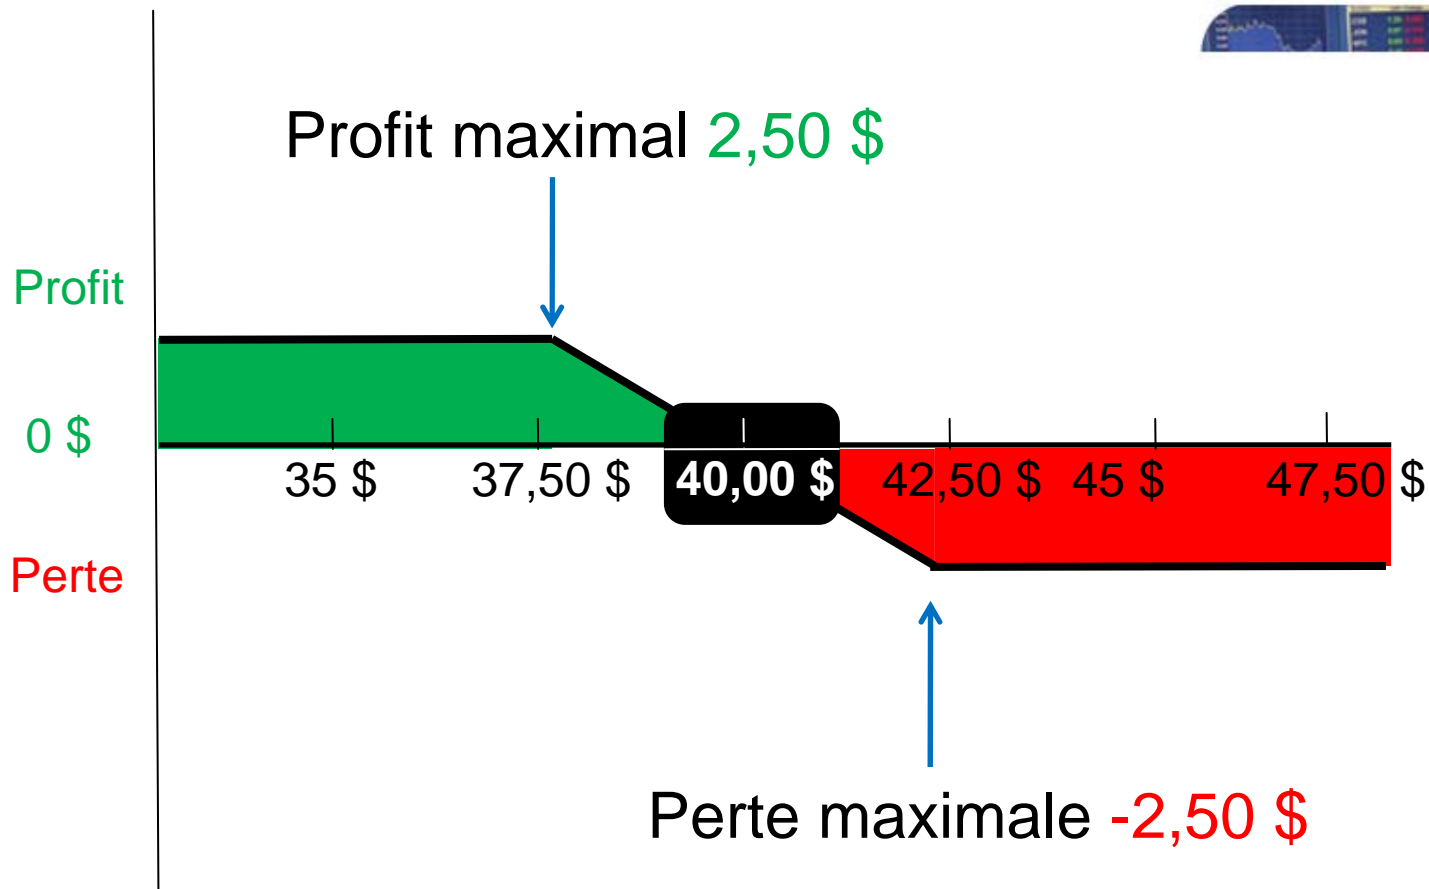 Profit maximal 2,50 $
Profit
0 $
35 $
37,50 $
40,00 $
42,50 $
45 $
47,50 $
Perte
Perte maximale -2,50 $